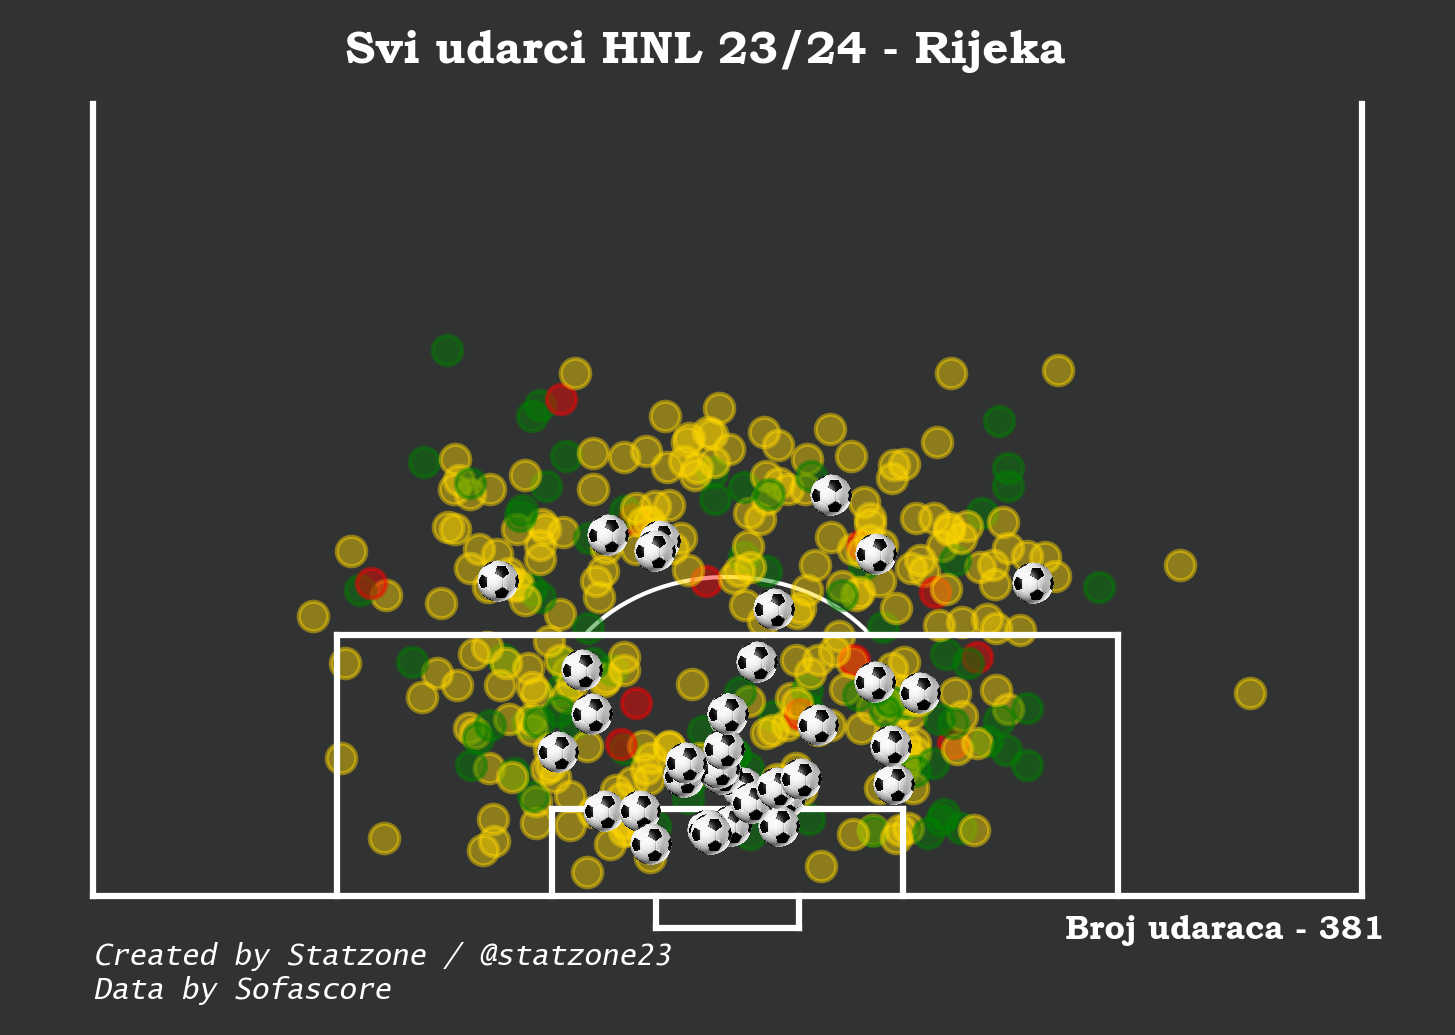 Svi udarci HNL 23/24 - Rijeka
Broj udaraca - 381
Created by Statzone / @statzone23
Data by Sofascore